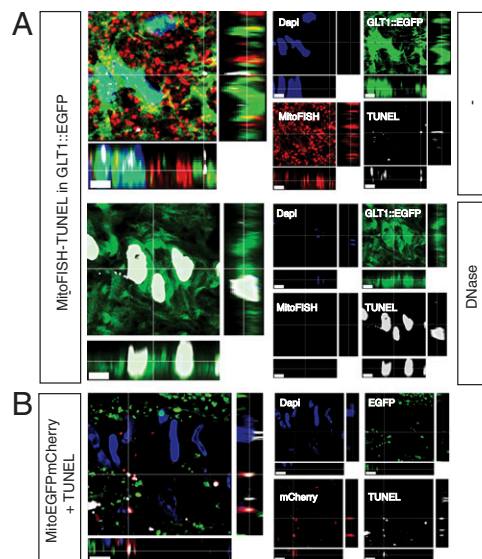 A
MitoFISH-TUNEL in GLT1::EGFP
Dapi
GLT1::EGFP
MitoFISH
TUNEL
-
Dapi
GLT1::EGFP
MitoFISH
TUNEL
DNase
B
MitoEGFPmCherry
+ TUNEL
Dapi
EGFP
mCherry
TUNEL